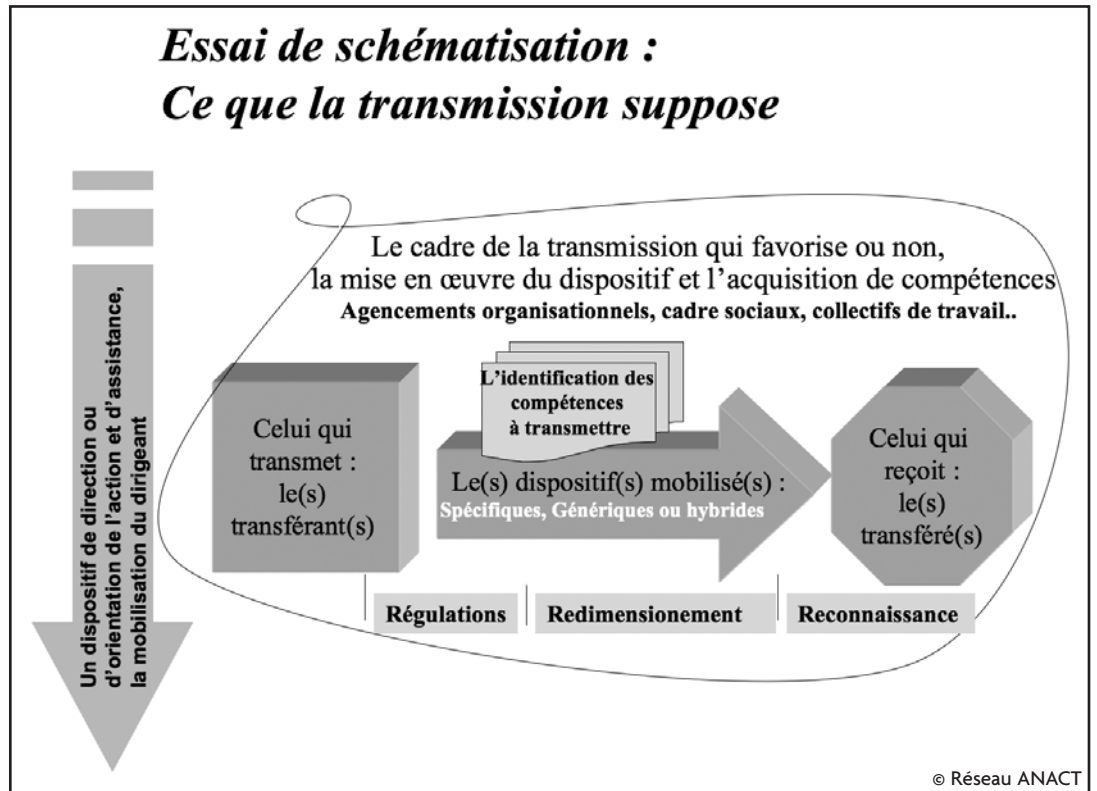 Essai de schématisation :
Ce que la transmission suppose
Un dispositif de direction ou
d'orientation de l'action et d'assistance,
la mobilisation du dirigeant
Le cadre de la transmission qui favorise ou non,
la mise en œuvre du dispositif et l'acquisition de compétences
Agencements organisationnels, cadre sociaux, collectifs de travail..
Celui qui
transmet :
le(s)
transférant(s)
L'identification des
compétences
à transmettre
Le(s) dispositif(s) mobilisé(s) :
Spécifiques, Génériques ou hybrides
Celui qui
reçoit :
le(s)
transféré(s)
Régulations
Redimensionement
Reconnaissance
© Réseau ANACT